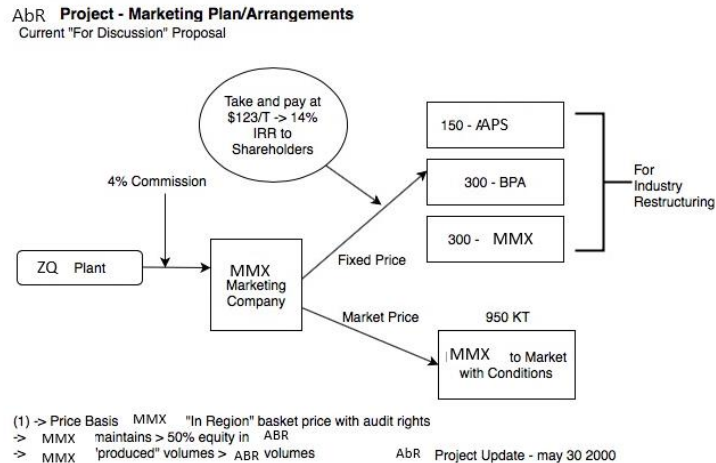 AbR Project - Marketing Plan/Arrangements
Current "For Discussion" Proposal
Take and pay at
$123/T -> 14%
IRR to
Shareholders
4% Commission
150 - AAPS
300 - BPA
300 - MMX
For
Industry
Restructuring
ZQ Plant
MMX
Marketing
Company
Fixed Price
Market Price
950 KT
MMX to Market
with Conditions
(1) -> Price Basis MMX "In Region" basket price with audit rights
-> MMX maintains > 50% equity in ABR
-> MMX 'produced" volumes > ABR volumes
AbR Project Update - may 30 2000